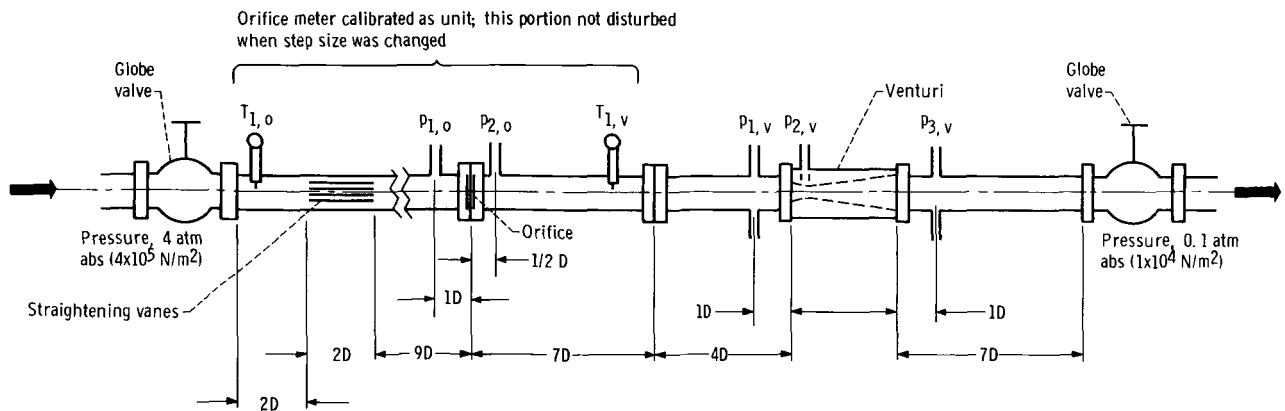 Orifice meter calibrated as unit; this portion not disturbed
when step size was changed
Globe
valve
T1, o
p1, o
p2, o
T1, v
p1, v
p2, v
Venturi
p3, v
Globe
valve
Pressure, 4 atm
abs (4x10^5 N/m^2)
Orifice
Pressure, 0.1 atm
abs (1x10^4 N/m^2)
1/2 D
Straightening vanes
1D
1D
1D
2D
9D
7D
4D
7D
2D